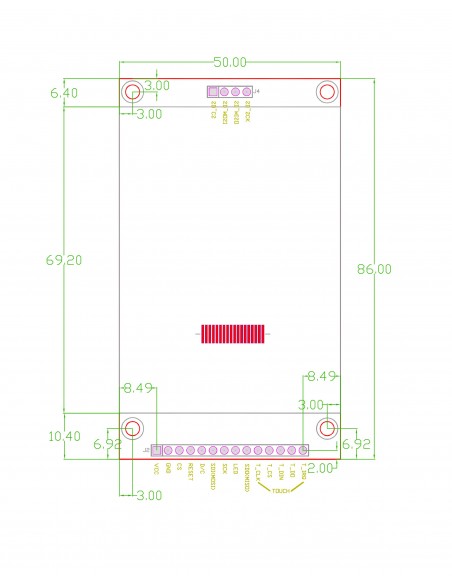 50.00
3.00
6.40
J4
3.00
SD_CS
SD_MOSI
SD_MISO
SD_SCK
69.20
86.00
8.49
8.49
3.00
10.40
6.92
6.92
J2
2.00
VCC
GND
CS
RESET
D/C
SDI(MOSI)
SCK
LED
SDO(MISO)
T_CLK
T_CS
T_DIN
T_DO
T_IRQ
TOUCH
3.00